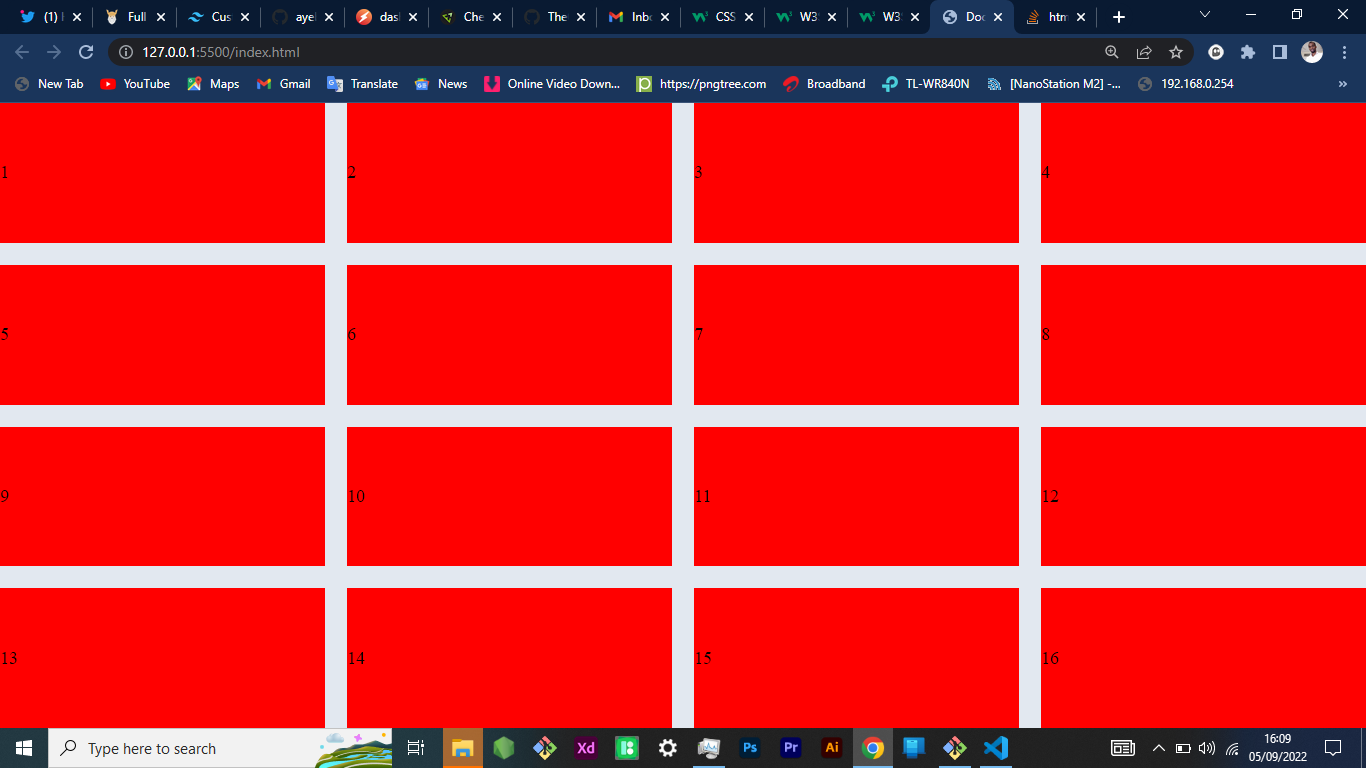 (1) Full Cus ayel das Che The Inbo CSS W3 W3 Doc htm
127.0.0.1:5500/index.html
New Tab YouTube Maps Gmail Translate News Online Video Down... https://pngtree.com Broadband TL-WR840N [NanoStation M2] -... 192.168.0.254 »
1 2 3 4
5 6 7 8
9 10 11 12
13 14 15 16
Type here to search Xd Ps Pr Ai 16:09
05/09/2022